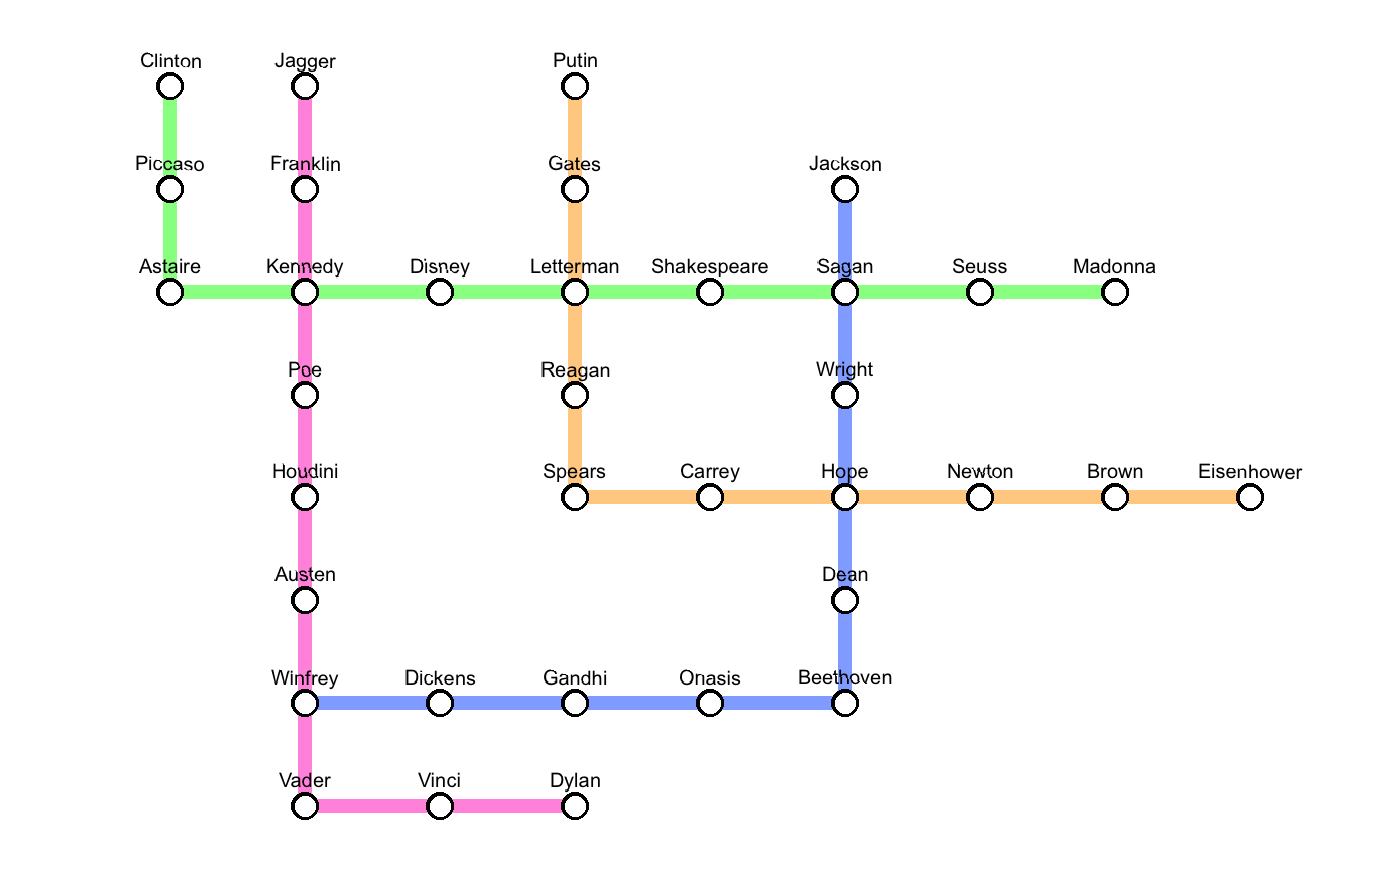 Clinton
Jagger
Putin
Piccaso
Franklin
Gates
Jackson
Astaire
Kennedy
Disney
Letterman
Shakespeare
Sagan
Seuss
Madonna
Poe
Reagan
Wright
Houdini
Spears
Carrey
Hope
Newton
Brown
Eisenhower
Austen
Dean
Winfrey
Dickens
Gandhi
Onasis
Beethoven
Vader
Vinci
Dylan